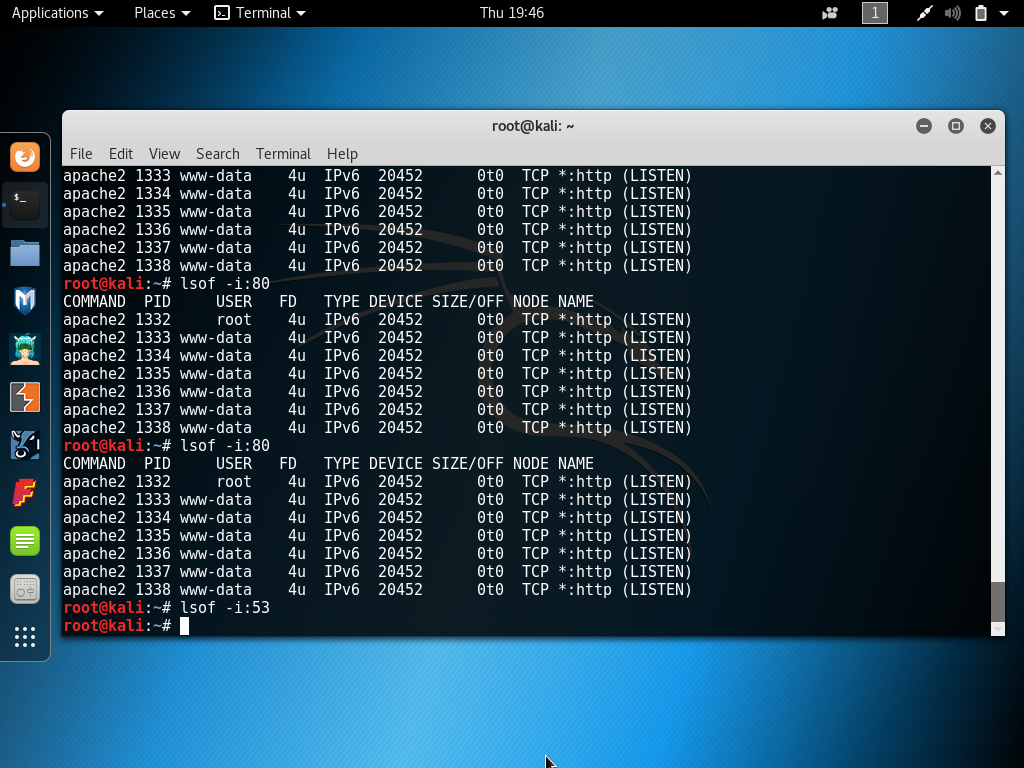 Applications Places Terminal Thu 19:46 1
root@kali: ~
File Edit View Search Terminal Help
apache2 1333 www-data    4u  IPv6  20452      0t0  TCP *:http (LISTEN)
apache2 1334 www-data    4u  IPv6  20452      0t0  TCP *:http (LISTEN)
apache2 1335 www-data    4u  IPv6  20452      0t0  TCP *:http (LISTEN)
apache2 1336 www-data    4u  IPv6  20452      0t0  TCP *:http (LISTEN)
apache2 1337 www-data    4u  IPv6  20452      0t0  TCP *:http (LISTEN)
apache2 1338 www-data    4u  IPv6  20452      0t0  TCP *:http (LISTEN)
root@kali:~# lsof -i:80
COMMAND  PID     USER   FD   TYPE DEVICE SIZE/OFF NODE NAME
apache2 1332     root    4u  IPv6  20452      0t0  TCP *:http (LISTEN)
apache2 1333 www-data    4u  IPv6  20452      0t0  TCP *:http (LISTEN)
apache2 1334 www-data    4u  IPv6  20452      0t0  TCP *:http (LISTEN)
apache2 1335 www-data    4u  IPv6  20452      0t0  TCP *:http (LISTEN)
apache2 1336 www-data    4u  IPv6  20452      0t0  TCP *:http (LISTEN)
apache2 1337 www-data    4u  IPv6  20452      0t0  TCP *:http (LISTEN)
apache2 1338 www-data    4u  IPv6  20452      0t0  TCP *:http (LISTEN)
root@kali:~# lsof -i:80
COMMAND  PID     USER   FD   TYPE DEVICE SIZE/OFF NODE NAME
apache2 1332     root    4u  IPv6  20452      0t0  TCP *:http (LISTEN)
apache2 1333 www-data    4u  IPv6  20452      0t0  TCP *:http (LISTEN)
apache2 1334 www-data    4u  IPv6  20452      0t0  TCP *:http (LISTEN)
apache2 1335 www-data    4u  IPv6  20452      0t0  TCP *:http (LISTEN)
apache2 1336 www-data    4u  IPv6  20452      0t0  TCP *:http (LISTEN)
apache2 1337 www-data    4u  IPv6  20452      0t0  TCP *:http (LISTEN)
apache2 1338 www-data    4u  IPv6  20452      0t0  TCP *:http (LISTEN)
root@kali:~# lsof -i:53
root@kali:~#